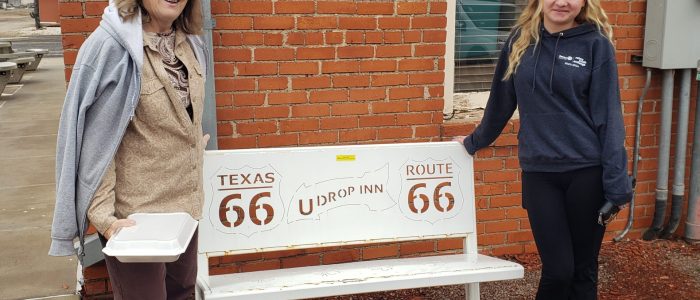 TEXAS
66
U DROP INN
ROUTE
66